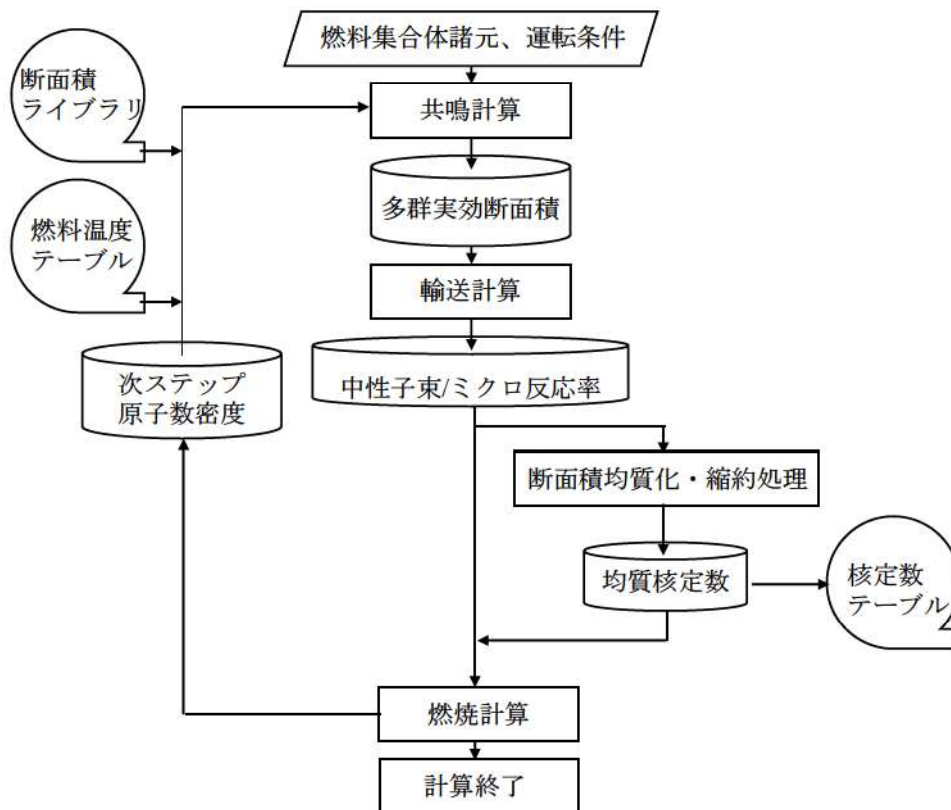 燃料集合体諸元、運転条件
断面積
ライブラリ
共鳴計算
多群実効断面積
燃料温度
テーブル
輸送計算
中性子束/ミクロ反応率
次ステップ
原子数密度
断面積均質化・縮約処理
均質核定数
核定数
テーブル
燃焼計算
計算終了